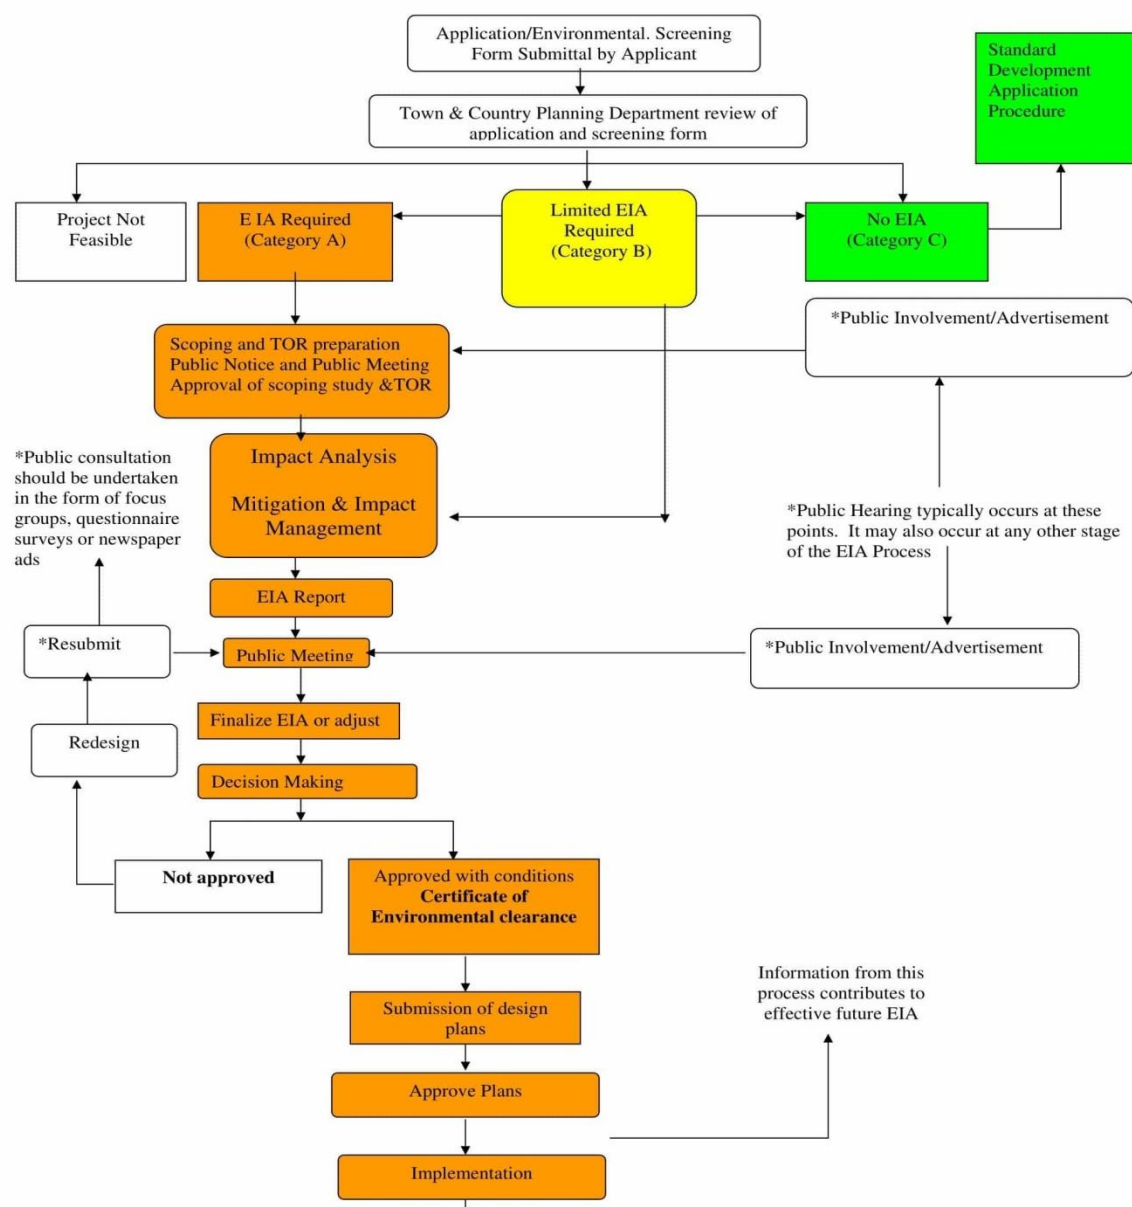 Application/Environmental. Screening
Form Submittal by Applicant
Standard
Development
Application
Procedure
Town & Country Planning Department review of
application and screening form
Project Not
Feasible
E IA Required
(Category A)
Limited EIA
Required
(Category B)
No EIA
(Category C)
*Public Involvement/Advertisement
Scoping and TOR preparation
Public Notice and Public Meeting
Approval of scoping study &TOR
*Public consultation
should be undertaken
in the form of focus
groups, questionnaire
surveys or newspaper
ads
Impact Analysis
Mitigation & Impact
Management
*Public Hearing typically occurs at these
points.  It may also occur at any other stage
of the EIA Process
EIA Report
*Resubmit
Public Meeting
*Public Involvement/Advertisement
Finalize EIA or adjust
Redesign
Decision Making
Not approved
Approved with conditions
Certificate of
Environmental clearance
Information from this
process contributes to
effective future EIA
Submission of design
plans
Approve Plans
Implementation